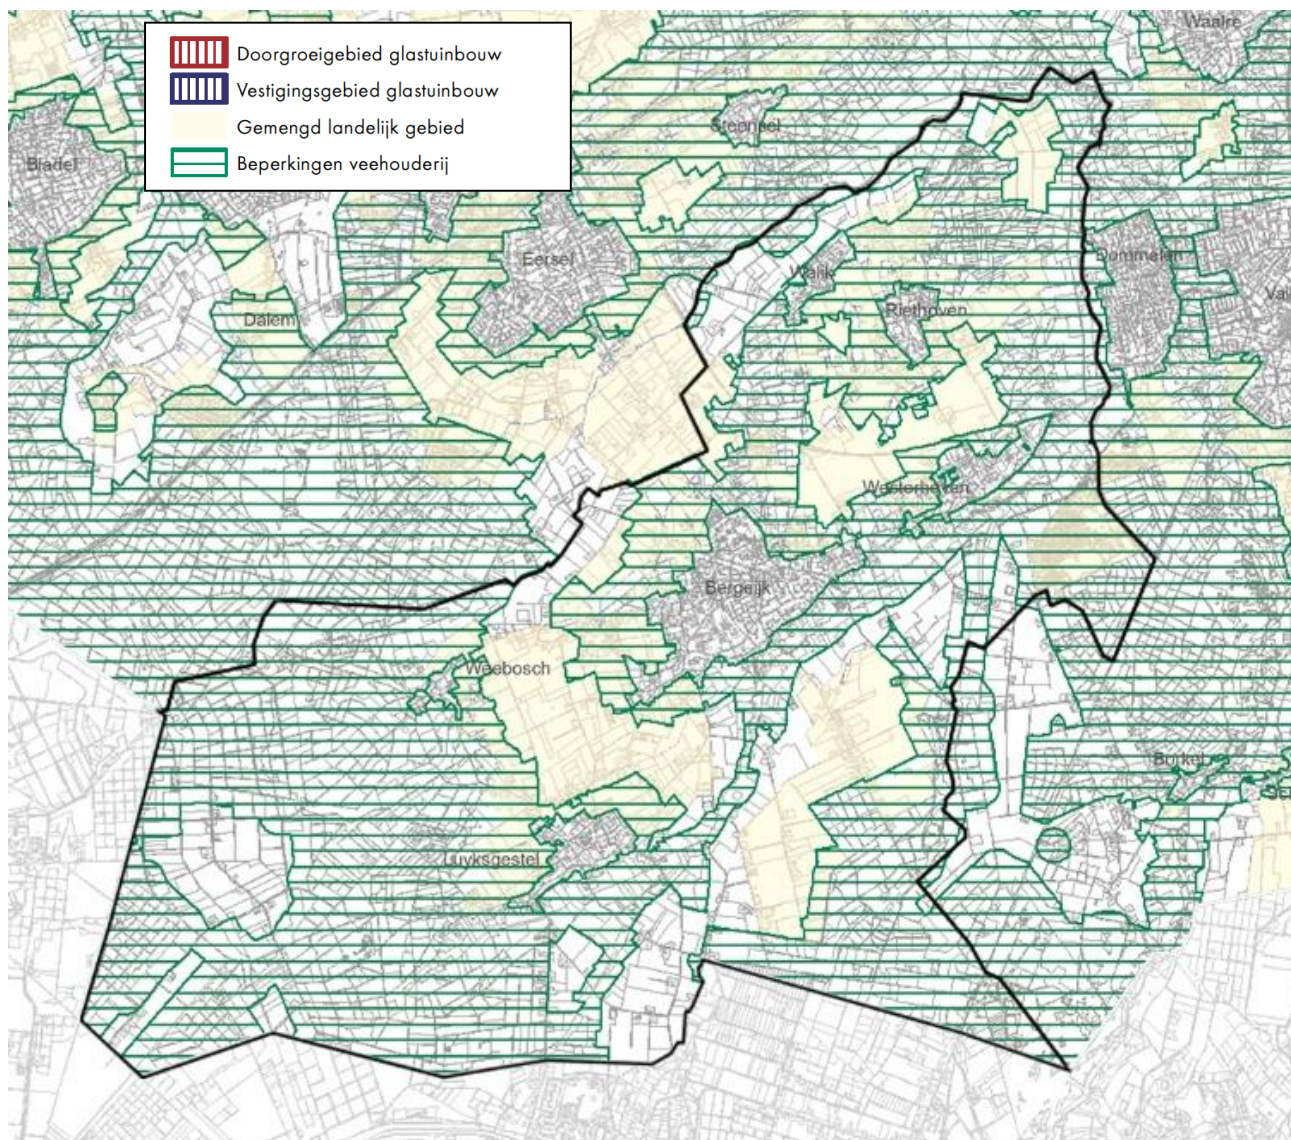 Doorgroeigebied glastuinbouw
Vestigingsgebied glastuinbouw
Gemengd landelijk gebied
Beperkingen veehouderij
Waalre
Steensel
Bladel
Dommelen
Eersel
Walik
Val
Riethoven
Dalem
Westerhoven
Bergeijk
Weebosch
Borkel
Luyksgestel